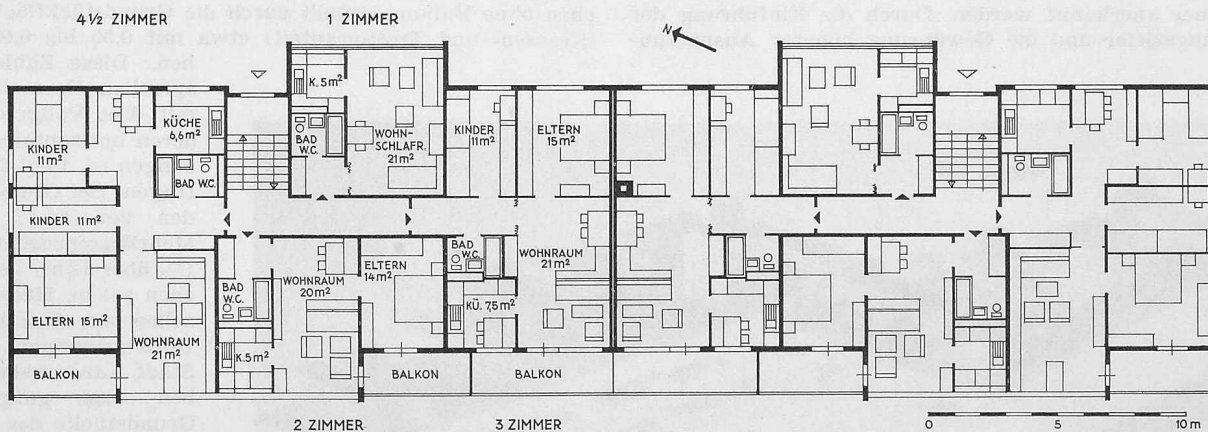 4½ ZIMMER
1 ZIMMER
N
K. 5 m²
KÜCHE
6,6 m²
KINDER
11 m²
BAD
W.C.
WOHN-
SCHLAFR.
21 m²
KINDER
11 m²
ELTERN
15 m²
BAD W.C.
KINDER 11 m²
BAD
W.C.
WOHNRAUM
20 m²
ELTERN
14 m²
BAD
W.C.
WOHNRAUM
21 m²
ELTERN 15 m²
WOHNRAUM
21 m²
K. 5 m²
KÜ. 7,5 m²
BALKON
BALKON
BALKON
2 ZIMMER
3 ZIMMER
0 5 10 m